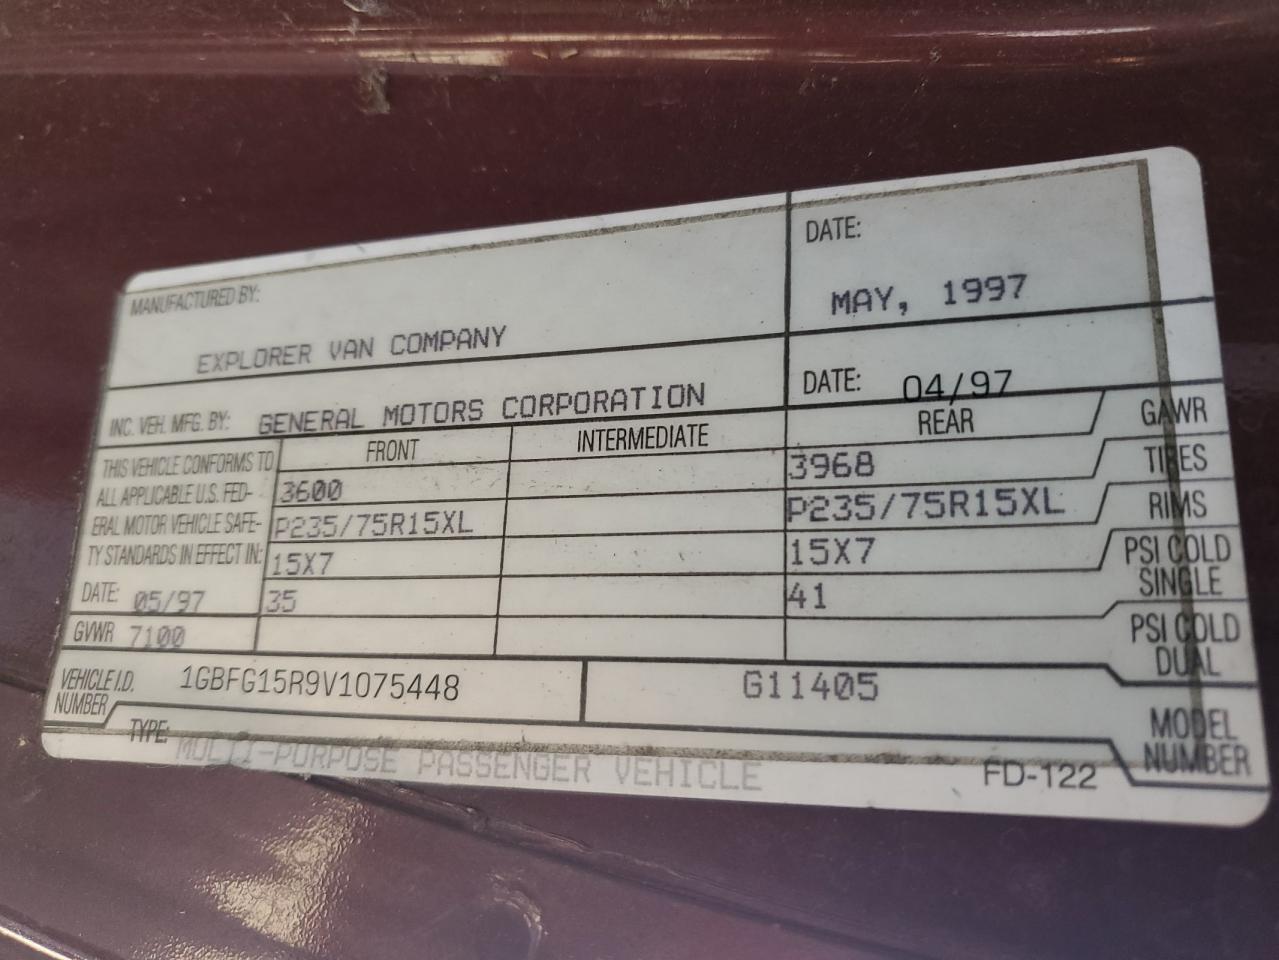 MANUFACTURED BY:
EXPLORER VAN COMPANY
DATE:
MAY, 1997
INC. VEH. MFG. BY: GENERAL MOTORS CORPORATION
DATE: 04/97
THIS VEHICLE CONFORMS TO
ALL APPLICABLE U.S. FED-
ERAL MOTOR VEHICLE SAFE-
TY STANDARDS IN EFFECT IN:
DATE: 05/97
GVWR 7100
FRONT INTERMEDIATE REAR
3600 3968 GAWR
P235/75R15XL P235/75R15XL TIRES
15X7 15X7 RIMS
35 41 PSI COLD SINGLE
PSI COLD DUAL
VEHICLE I.D. NUMBER 1GBFG15R9V1075448
G11405 MODEL NUMBER
TYPE: MULTI-PURPOSE PASSENGER VEHICLE
FD-122